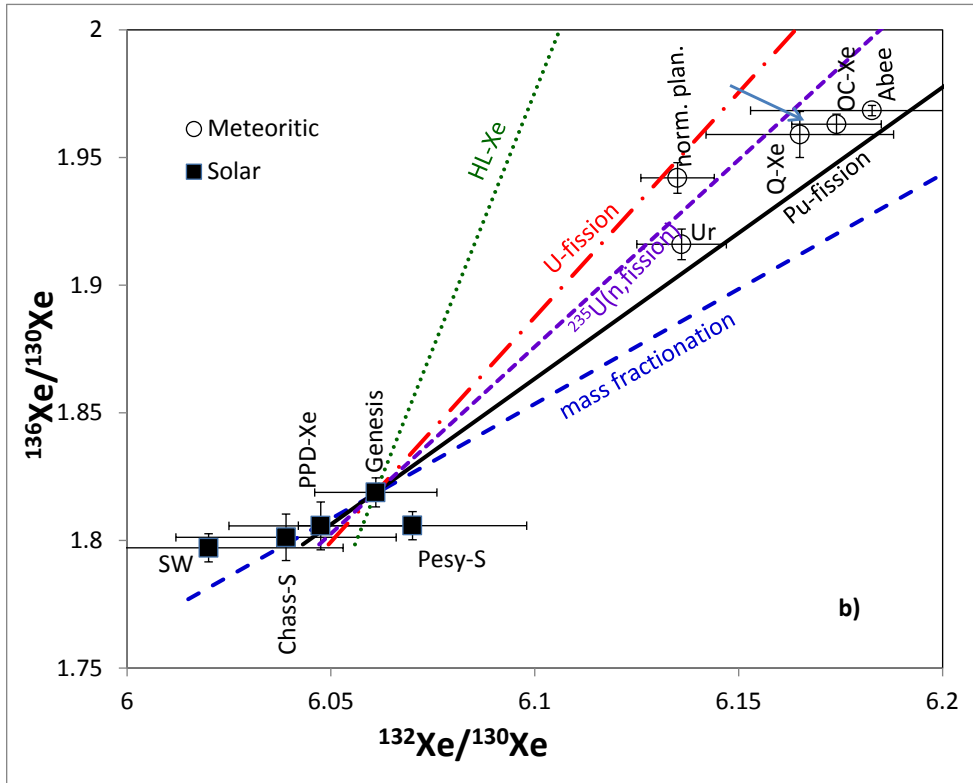 2
1.95
1.9
1.85
1.8
1.75
¹³⁶Xe/¹³⁰Xe
Meteoritic
Solar
HL-Xe
U-fission
²³⁵U(n,fission)
Pu-fission
mass fractionation
norm. plan.
Ur
Q-Xe
OC-Xe
Abee
PPD-Xe
Genesis
SW
Chass-S
Pesy-S
b)
6
6.05
6.1
6.15
6.2
¹³²Xe/¹³⁰Xe